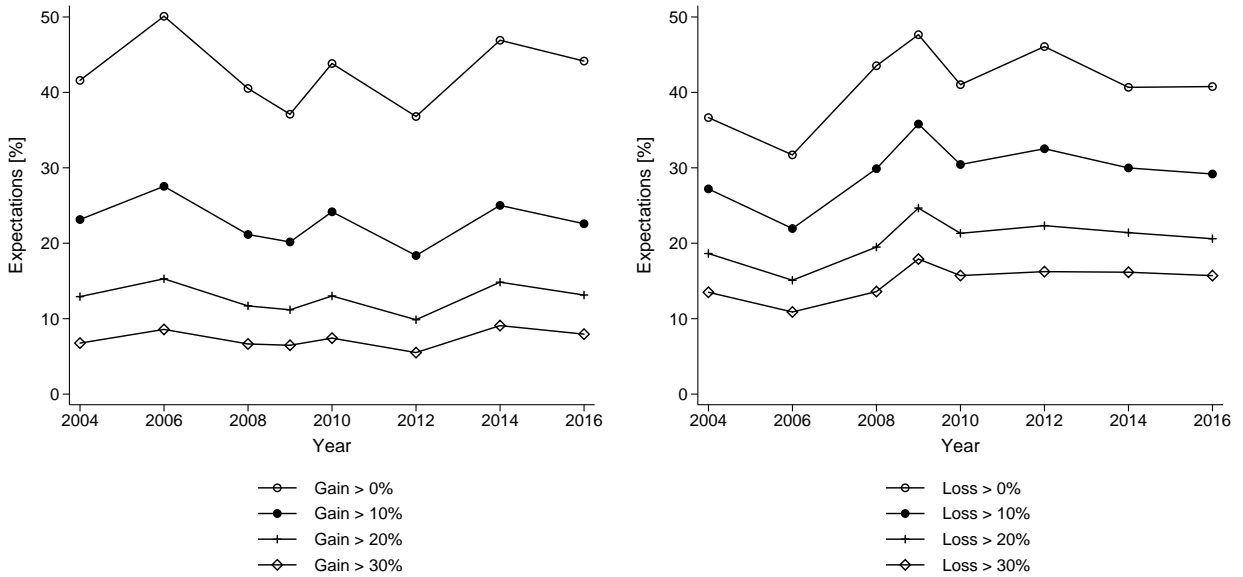 Expectations [%]
50
40
30
20
10
0
2004 2006 2008 2010 2012 2014 2016
Year
Gain > 0%
Gain > 10%
Gain > 20%
Gain > 30%
Expectations [%]
50
40
30
20
10
0
2004 2006 2008 2010 2012 2014 2016
Year
Loss > 0%
Loss > 10%
Loss > 20%
Loss > 30%